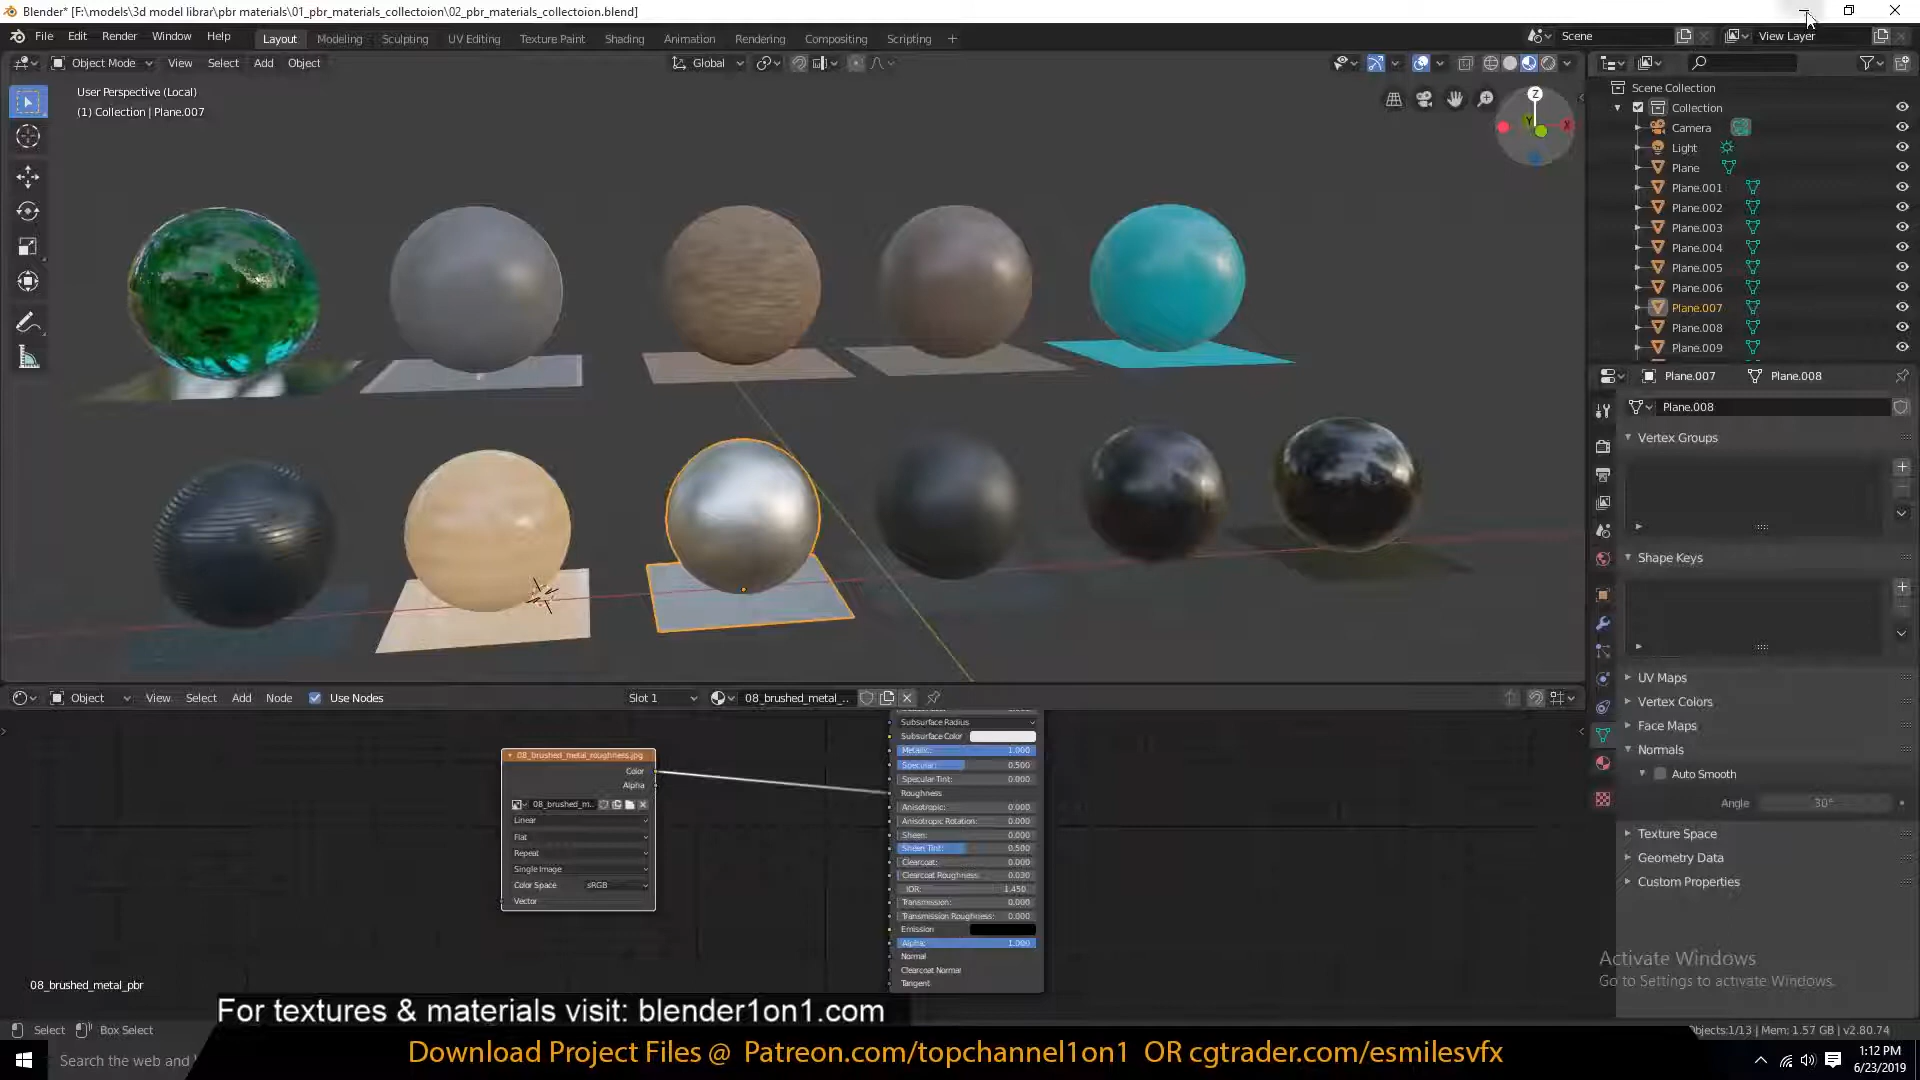 Blender* [F:\models\3d model librar\pbr materials\01_pbr_materials_collectoion\02_pbr_materials_collectoion.blend]
File Edit Render Window Help Layout Modeling Sculpting UV Editing Texture Paint Shading Animation Rendering Compositing Scripting + Scene View Layer
Object Mode View Select Add Object Global
User Perspective (Local)
(1) Collection | Plane.007
Z
Y
X
Scene Collection
Collection
Camera
Light
Plane
Plane.001
Plane.002
Plane.003
Plane.004
Plane.005
Plane.006
Plane.007
Plane.008
Plane.009
Plane.007 Plane.008
Plane.008
Vertex Groups
Shape Keys
UV Maps
Vertex Colors
Face Maps
Normals
Auto Smooth
Angle 30°
Texture Space
Geometry Data
Custom Properties
Object View Select Add Node Use Nodes Slot 1 08_brushed_metal_..
08_brushed_metal_roughness.jpg
Color
Alpha
08_brushed_m..
Linear
Flat
Repeat
Single Image
Color Space sRGB
Vector
Subsurface Radius
Subsurface Color
Metallic: 1.000
Specular: 0.500
Specular Tint: 0.000
Roughness
Anisotropic: 0.000
Anisotropic Rotation: 0.000
Sheen: 0.000
Sheen Tint: 0.500
Clearcoat: 0.000
Clearcoat Roughness: 0.030
IOR: 1.450
Transmission: 0.000
Transmission Roughness: 0.000
Emission
Alpha: 1.000
Normal
Clearcoat Normal
Tangent
08_brushed_metal_pbr
Activate Windows
Go to Settings to activate Windows.
For textures & materials visit: blender1on1.com
Select Box Select
Objects:1/13 | Mem: 1.57 GB | v2.80.74
Search the web and
Download Project Files @ Patreon.com/topchannel1on1 OR cgtrader.com/esmilesvfx
1:12 PM
6/23/2019